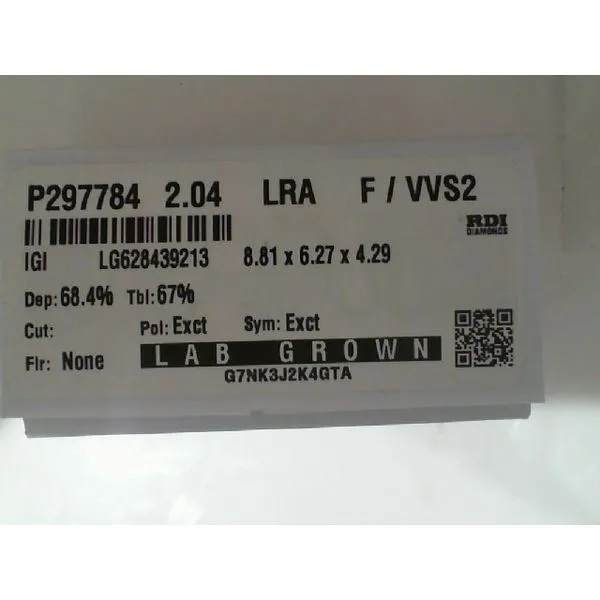 P297784 2.04 LRA F / VVS2
RDI
DIAMONDS
IGI LG628439213 8.81 x 6.27 x 4.29
Dep: 68.4% Tbl: 67%
Cut: Pol: Exct Sym: Exct
Flr: None LAB GROWN
G7NK3J2K4GTA